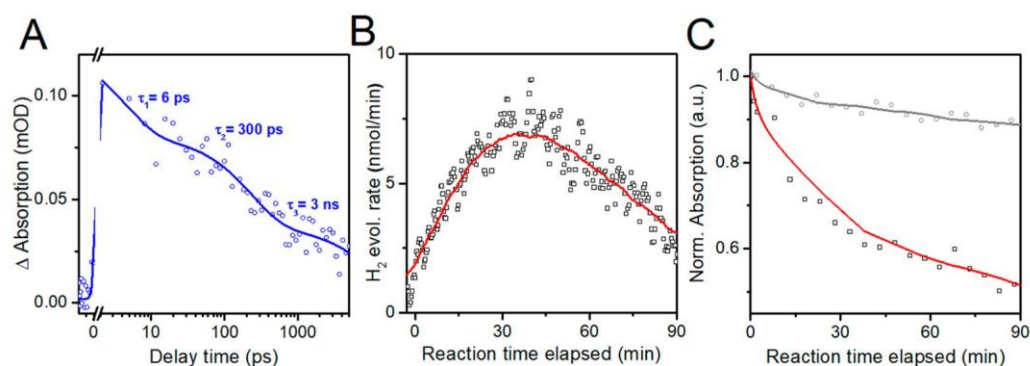 A
B
C
Δ Absorption (mOD)
0.10
0.05
0.00
τ₁= 6 ps
τ₂= 300 ps
τ₃= 3 ns
0
10
100
1000
Delay time (ps)
H₂ evol. rate (nmol/min)
10
5
0
0
30
60
90
Reaction time elapsed (min)
Norm. Absorption (a.u.)
1.0
0.8
0.6
0
30
60
90
Reaction time elapsed (min)